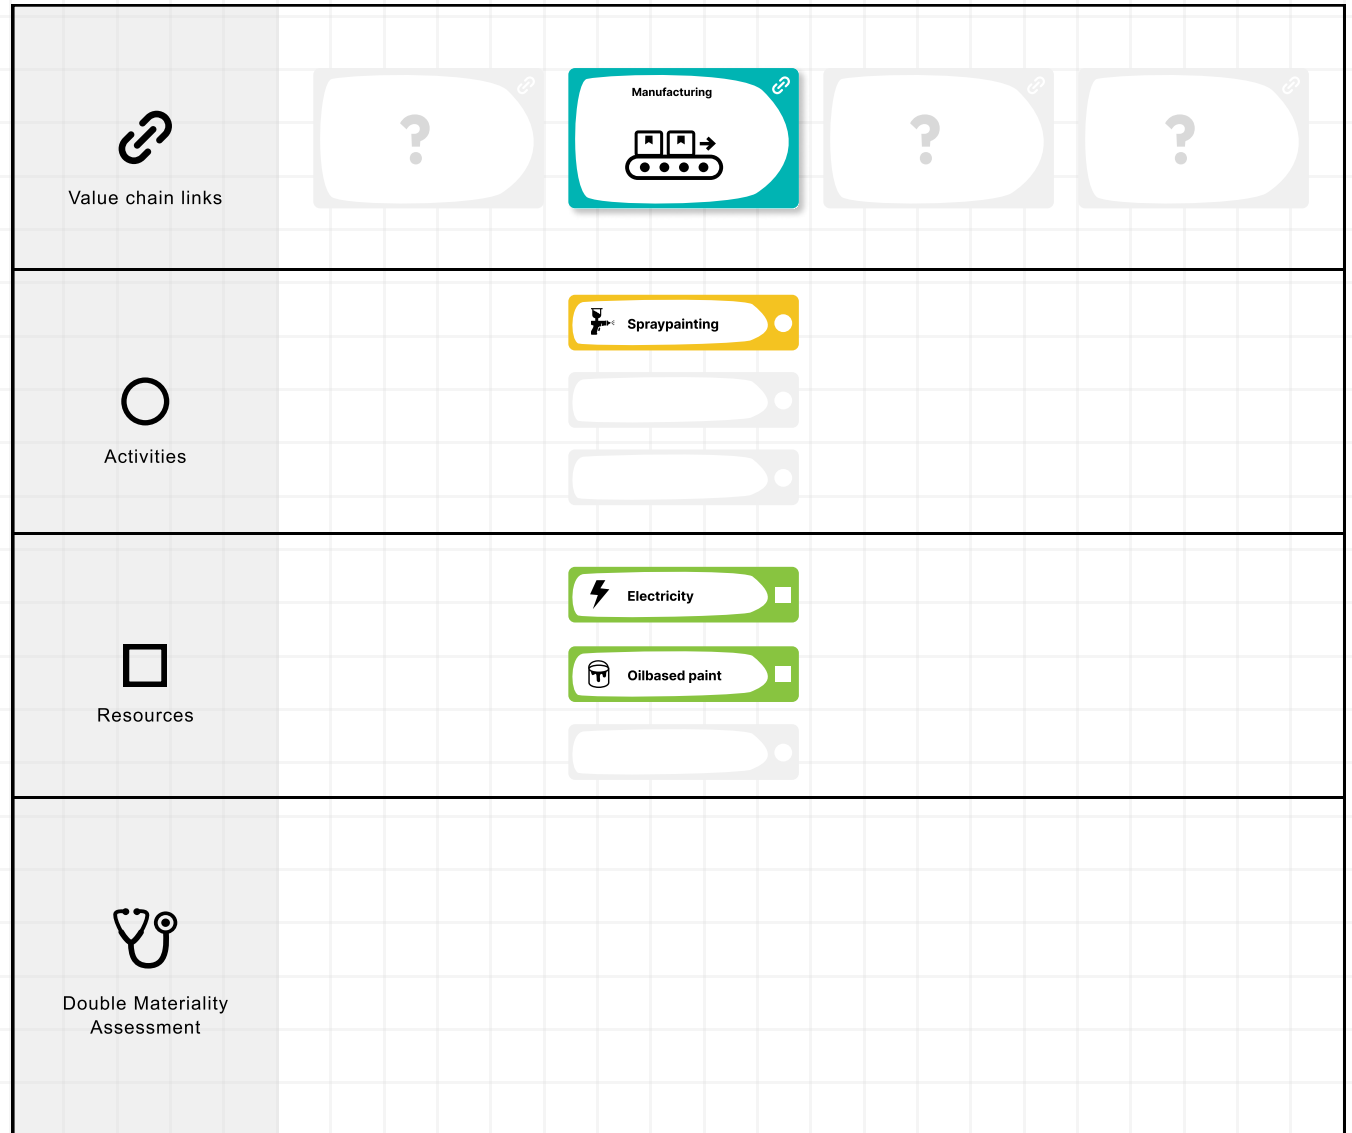 Manufacturing
?
?
?
Value chain links
Spraypainting
Activities
Electricity
Oilbased paint
Resources
Double Materiality
Assessment